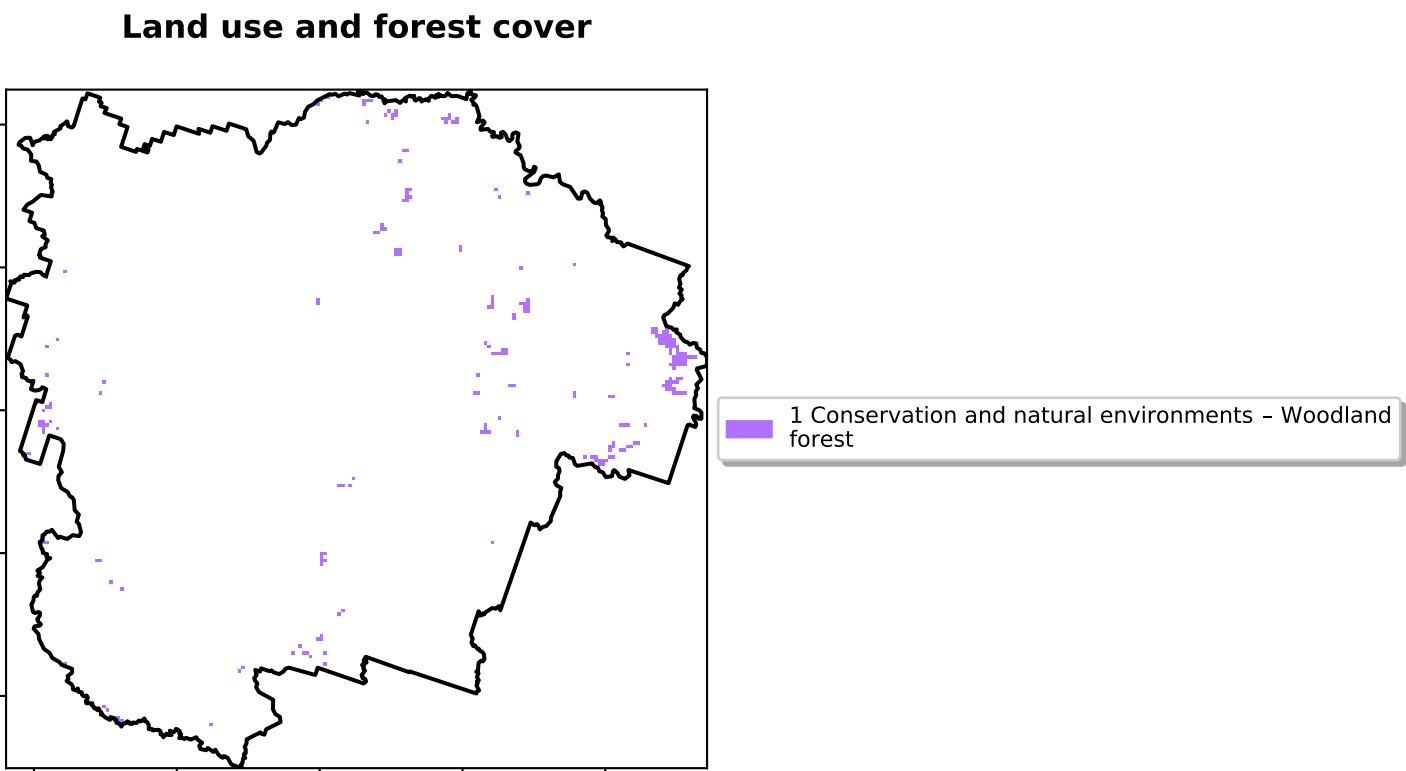 Land use and forest cover
1 Conservation and natural environments – Woodland
forest